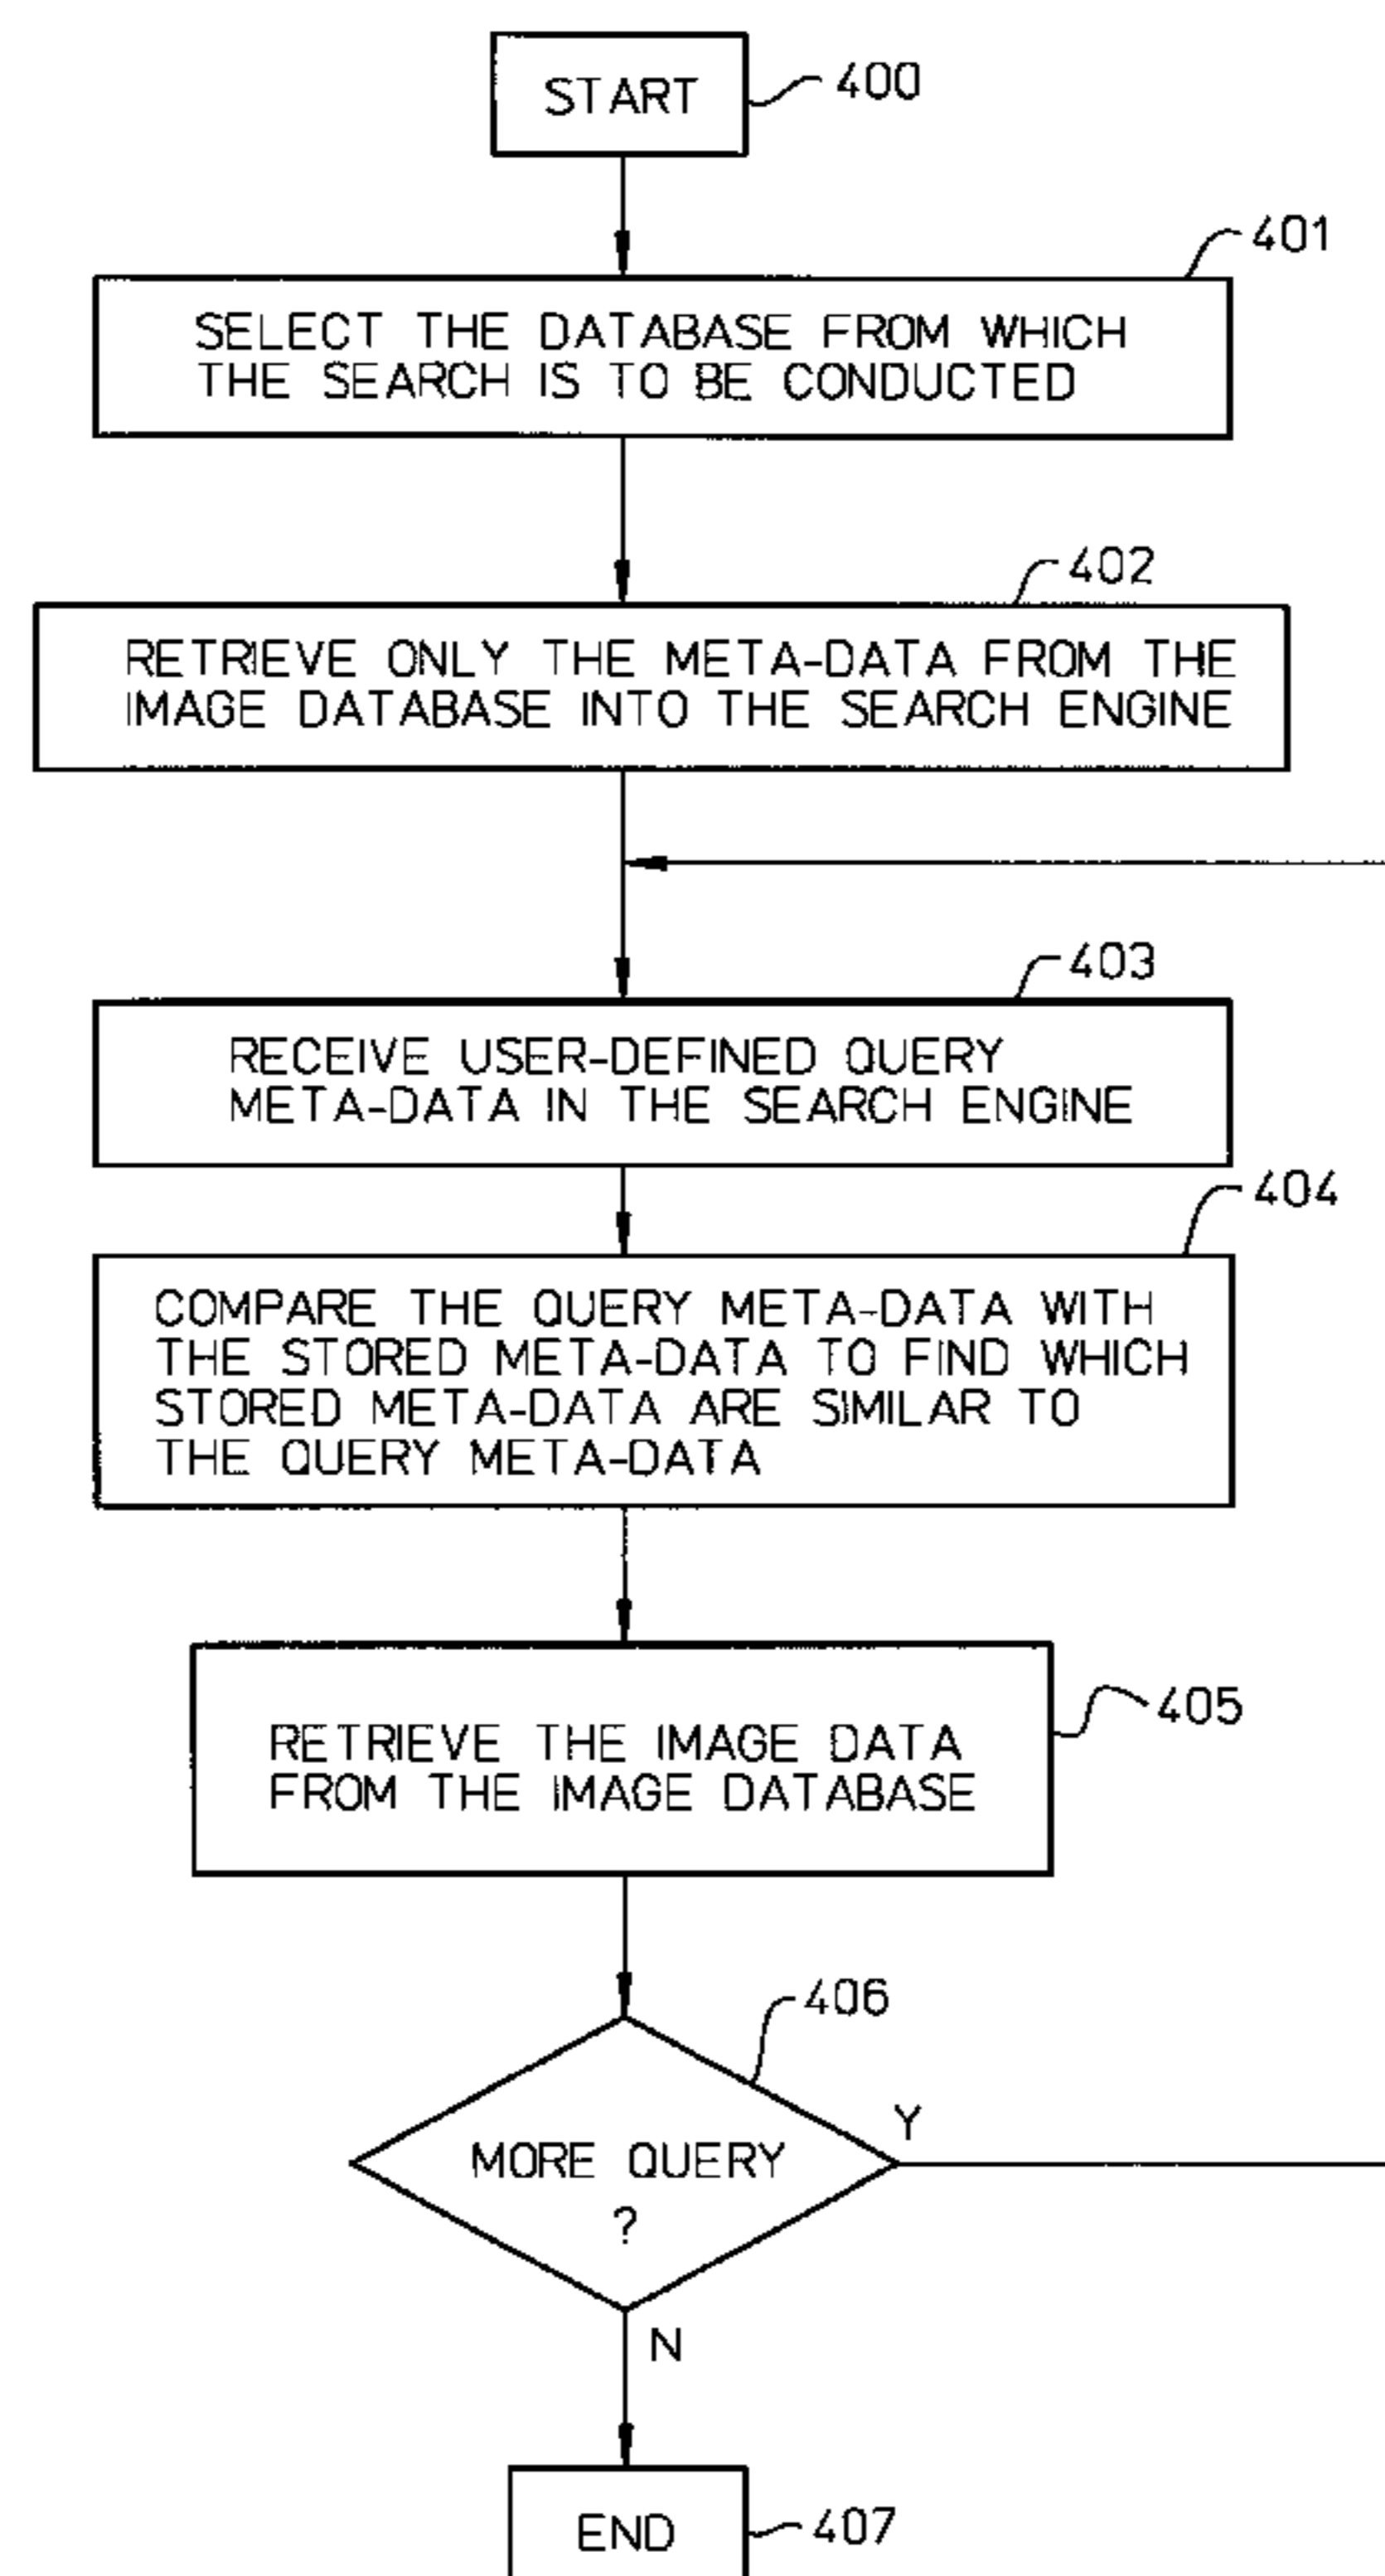 START
400
401
SELECT THE DATABASE FROM WHICH
THE SEARCH IS TO BE CONDUCTED
402
RETRIEVE ONLY THE META-DATA FROM THE
IMAGE DATABASE INTO THE SEARCH ENGINE
403
RECEIVE USER-DEFINED QUERY
META-DATA IN THE SEARCH ENGINE
404
COMPARE THE QUERY META-DATA WITH
THE STORED META-DATA TO FIND WHICH
STORED META-DATA ARE SIMILAR TO
THE QUERY META-DATA
405
RETRIEVE THE IMAGE DATA
FROM THE IMAGE DATABASE
406
MORE QUERY
?
Y
N
END
407